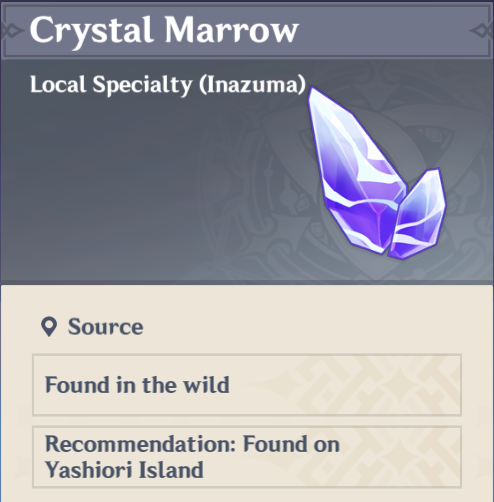 Crystal Marrow
Local Specialty (Inazuma)
Source
Found in the wild
Recommendation: Found on
Yashiori Island